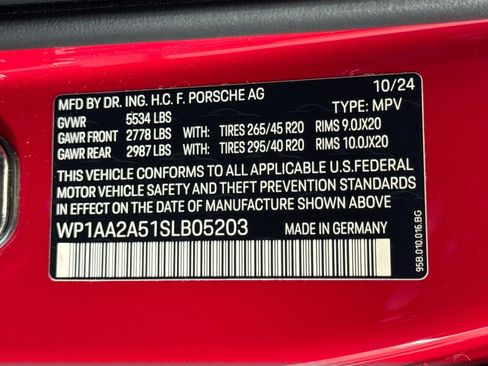 MFD BY DR. ING. H.C. F. PORSCHE AG 10/24
GVWR 5534 LBS TYPE: MPV
GAWR FRONT 2778 LBS WITH: TIRES 265/45 R20 RIMS 9.0JX20
GAWR REAR 2987 LBS WITH: TIRES 295/40 R20 RIMS 10.0JX20
THIS VEHICLE CONFORMS TO ALL APPLICABLE U.S.FEDERAL
MOTOR VEHICLE SAFETY AND THEFT PREVENTION STANDARDS
IN EFFECT ON THE DATE OF MANUFACTURE SHOWN ABOVE.
WP1AA2A51SLB05203 MADE IN GERMANY
95B.010.016.BG